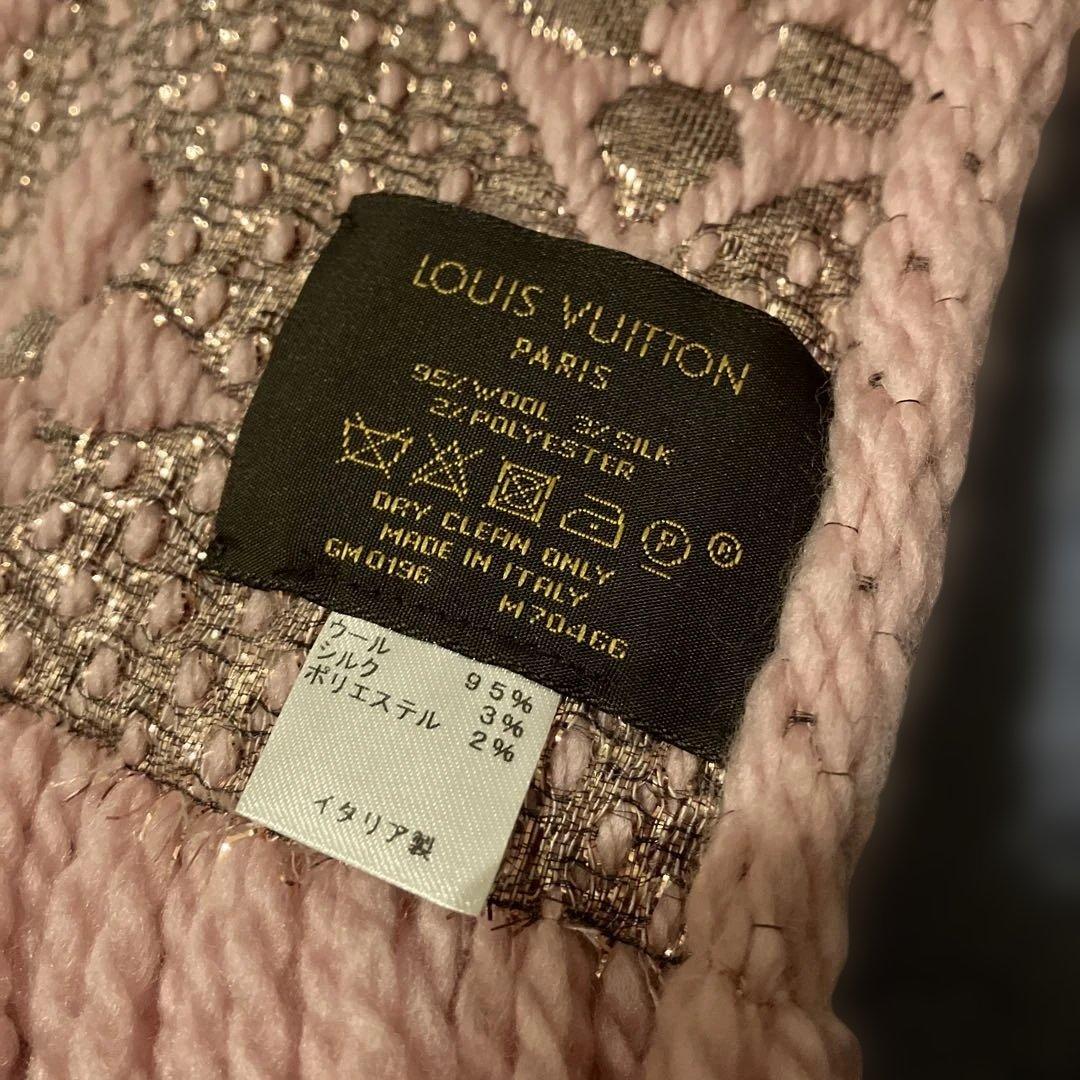 LOUIS VUITTON
PARIS
95%WOOL 3%SILK
2%POLYESTER
P ®
DRY CLEAN ONLY
MADE IN ITALY
GM0196 M70466
ウール 95%
シルク 3%
ポリエステル 2%
イタリア製